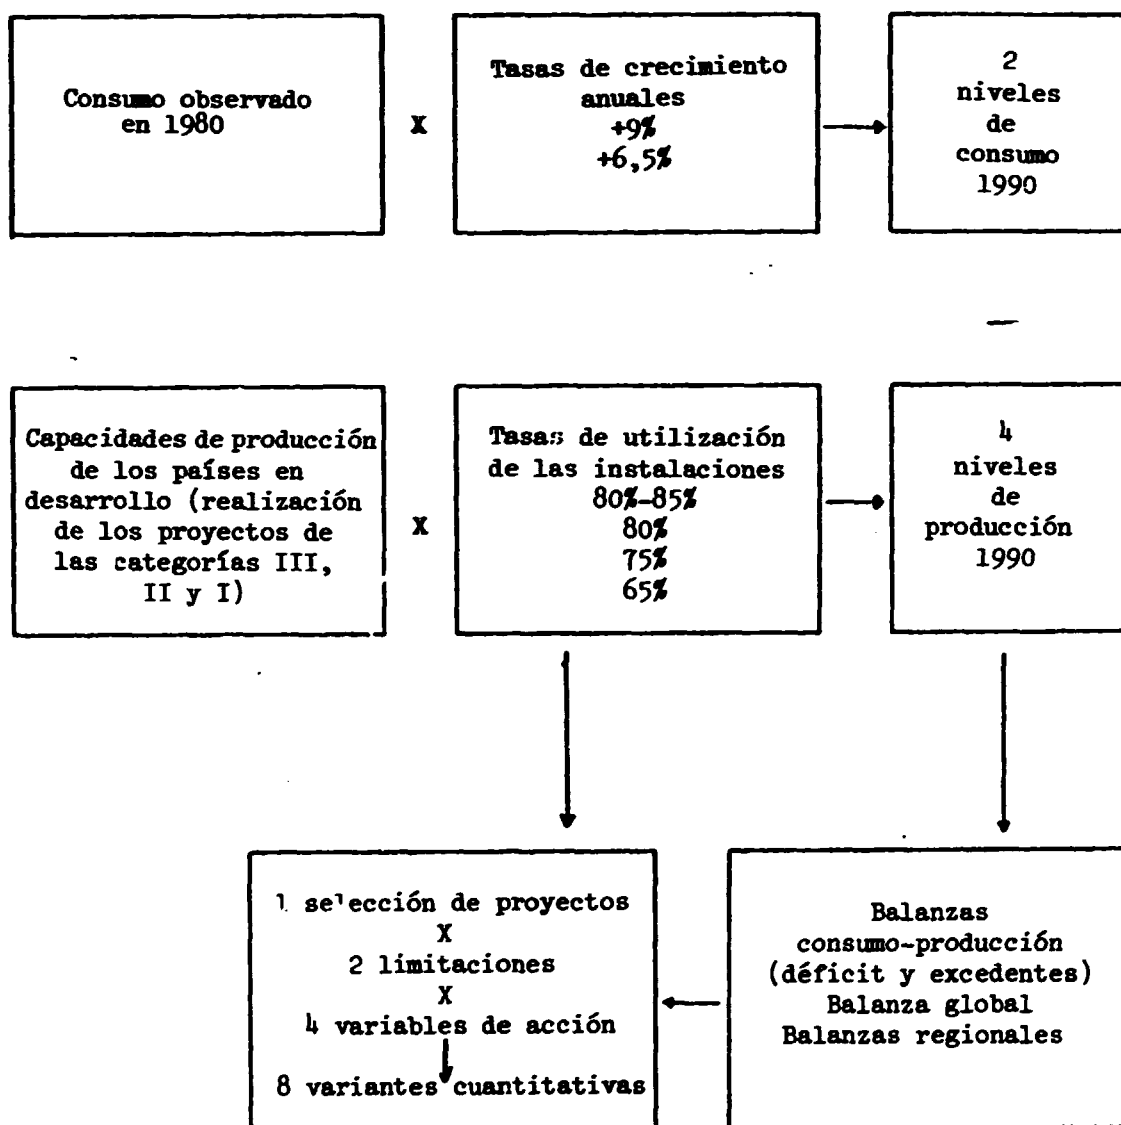 Consumo observado
en 1980
X
Tasas de crecimiento
anuales
+9%
+6,5%
2
niveles
de
consumo
1990
Capacidades de producción
de los países en
desarrollo (realización
de los proyectos de
las categorías III,
II y I)
X
Tasas de utilización
de las instalaciones
80%-85%
80%
75%
65%
4
niveles
de
producción
1990
1 selección de proyectos
X
2 limitaciones
X
4 variables de acción
8 variantes cuantitativas
Balanzas
consumo-producción
(déficit y excedentes)
Balanza global
Balanzas regionales